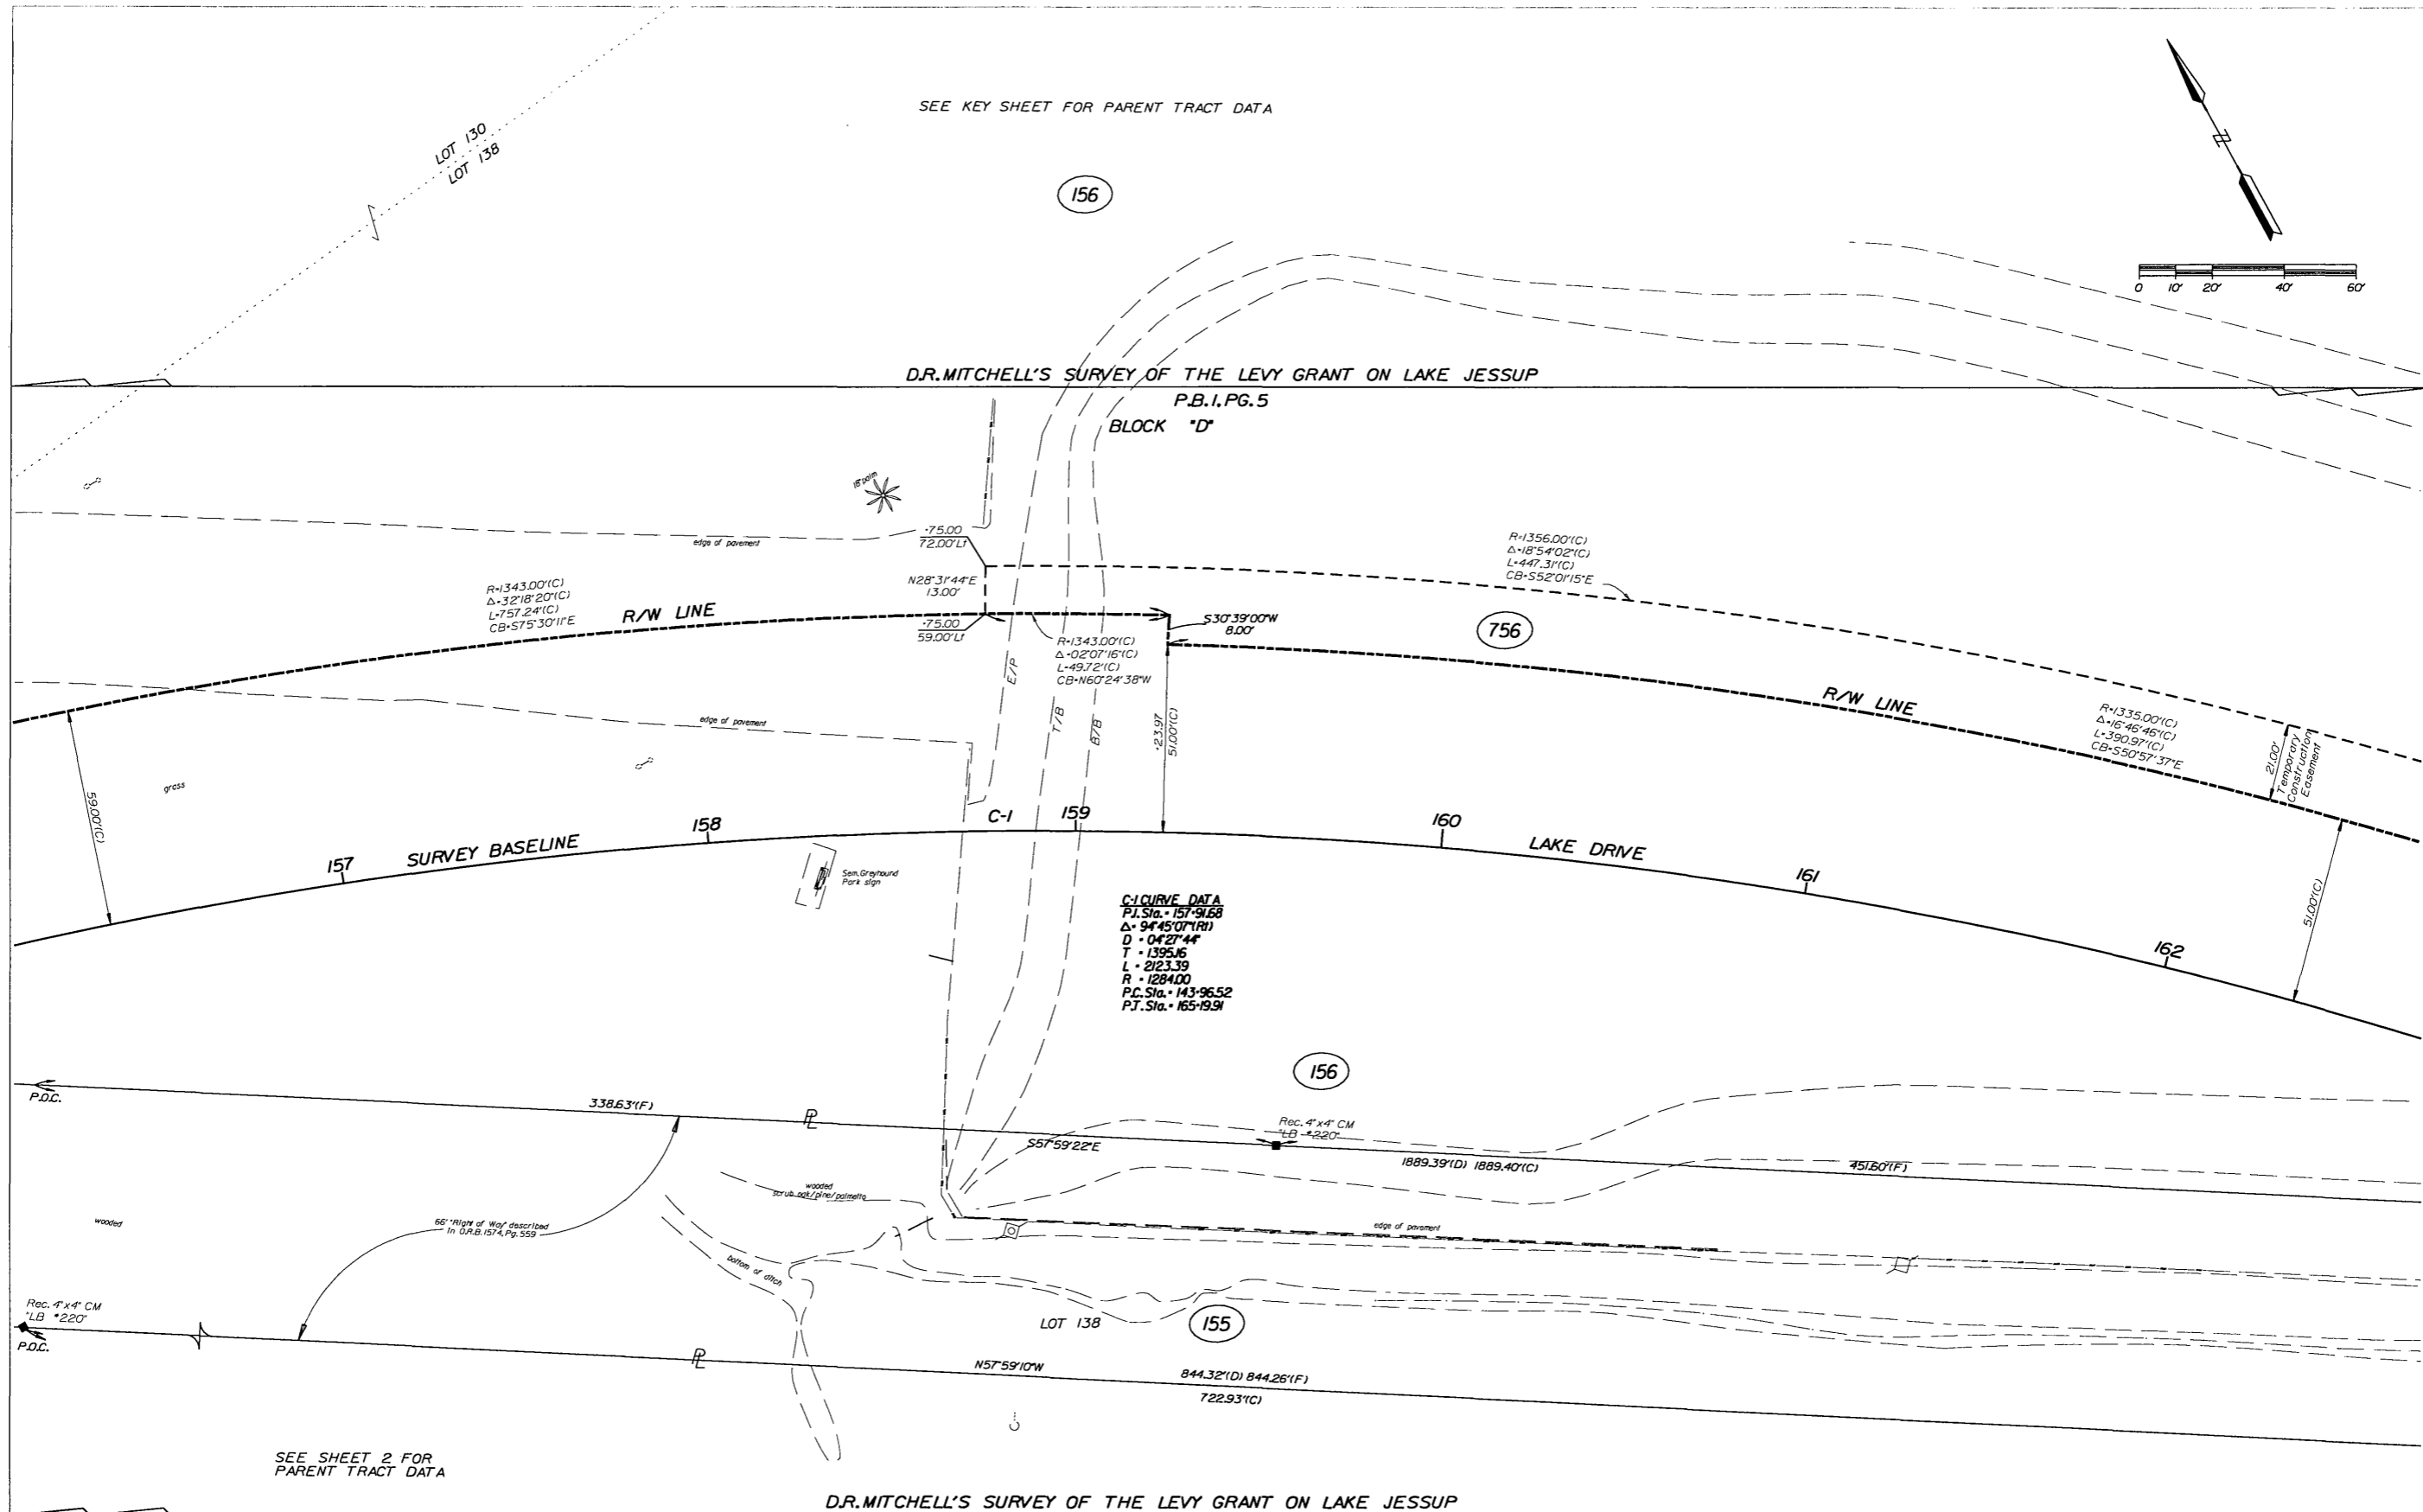 LOT 130
LOT 138
SEE KEY SHEET FOR PARENT TRACT DATA
156
0 10' 20' 40' 60'
D.R.MITCHELL'S SURVEY OF THE LEVY GRANT ON LAKE JESSUP
P.B.1,PG.5
BLOCK "D"
18" palm
edge of pavement
+75.00
72.00'Lt
N28°31'44"E
13.00'
+75.00
59.00'Lt
R=1343.00'(C)
Δ=32°18'20"(C)
L=757.24'(C)
CB=S75°30'11"E
R/W LINE
R=1356.00'(C)
Δ=18°54'02"(C)
L=447.31'(C)
CB=S52°01'15"E
R=1343.00'(C)
Δ=02°07'16"(C)
L=49.72'(C)
CB=N60°24'38"W
S30°39'00"W
8.00'
756
E/P
T/B
B/B
+23.97
51.00'(C)
R/W LINE
R=1335.00'(C)
Δ=16°46'46"(C)
L=390.97'(C)
CB=S50°57'37"E
21.00'
Temporary
Construction
Easement
edge of pavement
59.00'(C)
grass
157
SURVEY BASELINE
158
C-1
159
160
LAKE DRIVE
161
162
51.00'(C)
Sem.Greyhound
Park sign
C-1 CURVE DATA
P.I.Sta.= 157+91.68
Δ= 94°45'07"(Rt)
D = 04°27'44"
T = 1395.16
L = 2123.39
R = 1284.00
P.C.Sta.= 143+96.52
P.T.Sta.= 165+19.91
156
P.O.C.
338.63'(F)
PL
S57°59'22"E
Rec. 4"x4" CM
"LB #220"
1889.39'(D) 1889.40'(C)
451.60'(F)
wooded
scrub oak/pine/palmetto
wooded
66' "Right of Way" described
in O.R.B.1574,Pg.559
edge of pavement
bottom of ditch
Rec. 4"x4" CM
"LB #220"
P.O.C.
LOT 138
155
PL
N57°59'10"W
844.32'(D) 844.26'(F)
722.93'(C)
SEE SHEET 2 FOR
PARENT TRACT DATA
D.R.MITCHELL'S SURVEY OF THE LEVY GRANT ON LAKE JESSUP